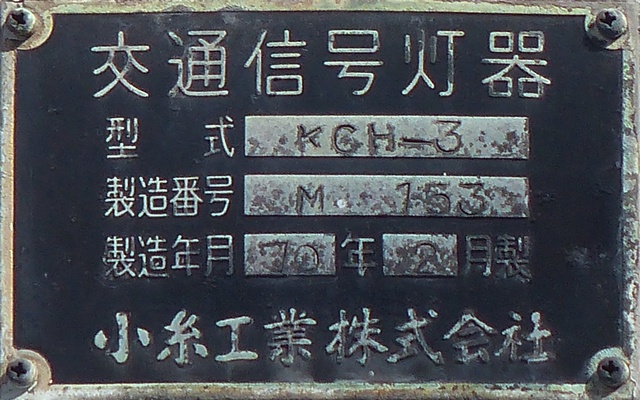 交通信号灯器
型式 KCH-3
製造番号 M 153
製造年月 70年2月製
小糸工業株式会社